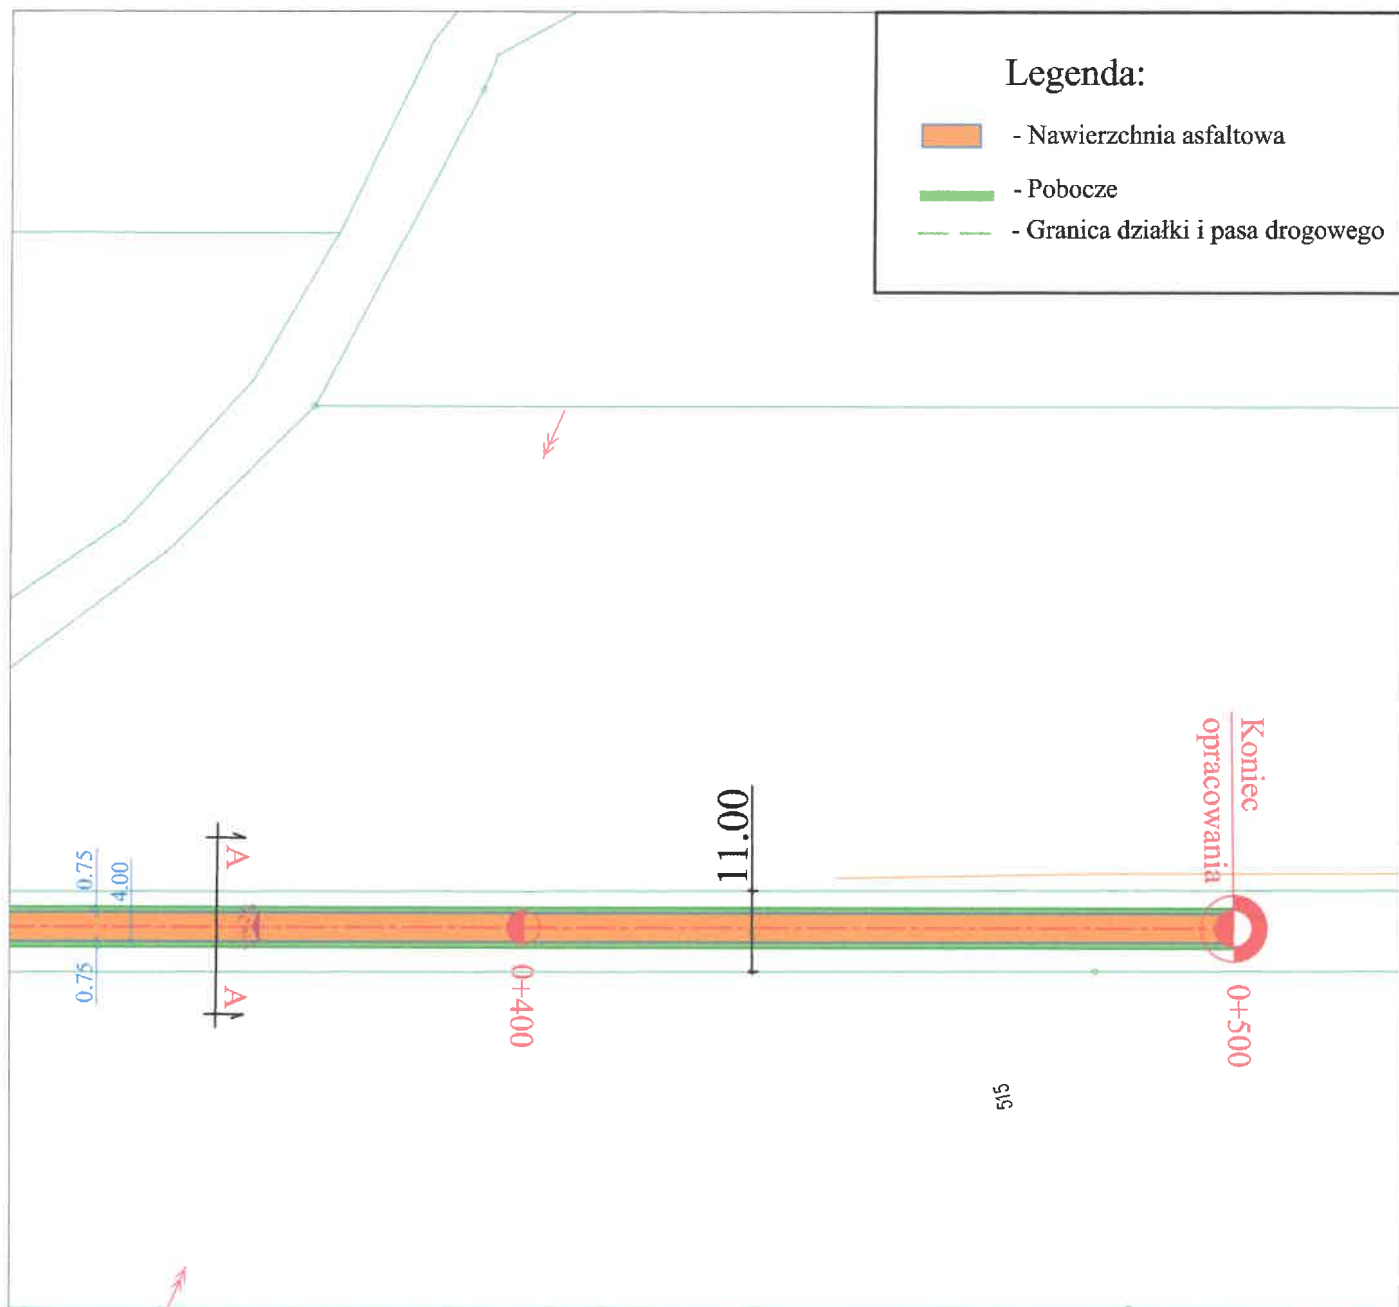 Legenda:
- Nawierzchnia asfaltowa
- Pobocze
- Granica działki i pasa drogowego
Koniec
opracowania
11.00
A
0.75
4.00
0.75
A
0+400
0+500
515